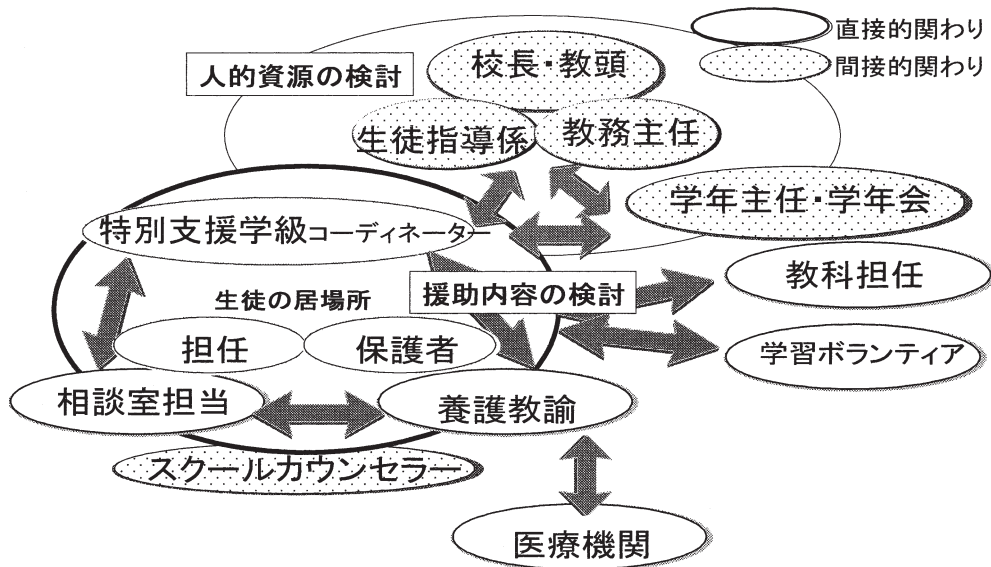 直接的関わり
間接的関わり
人的資源の検討
校長・教頭
生徒指導係
教務主任
学年主任・学年会
特別支援学級コーディネーター
教科担任
生徒の居場所
援助内容の検討
担任
保護者
学習ボランティア
相談室担当
養護教諭
スクールカウンセラー
医療機関